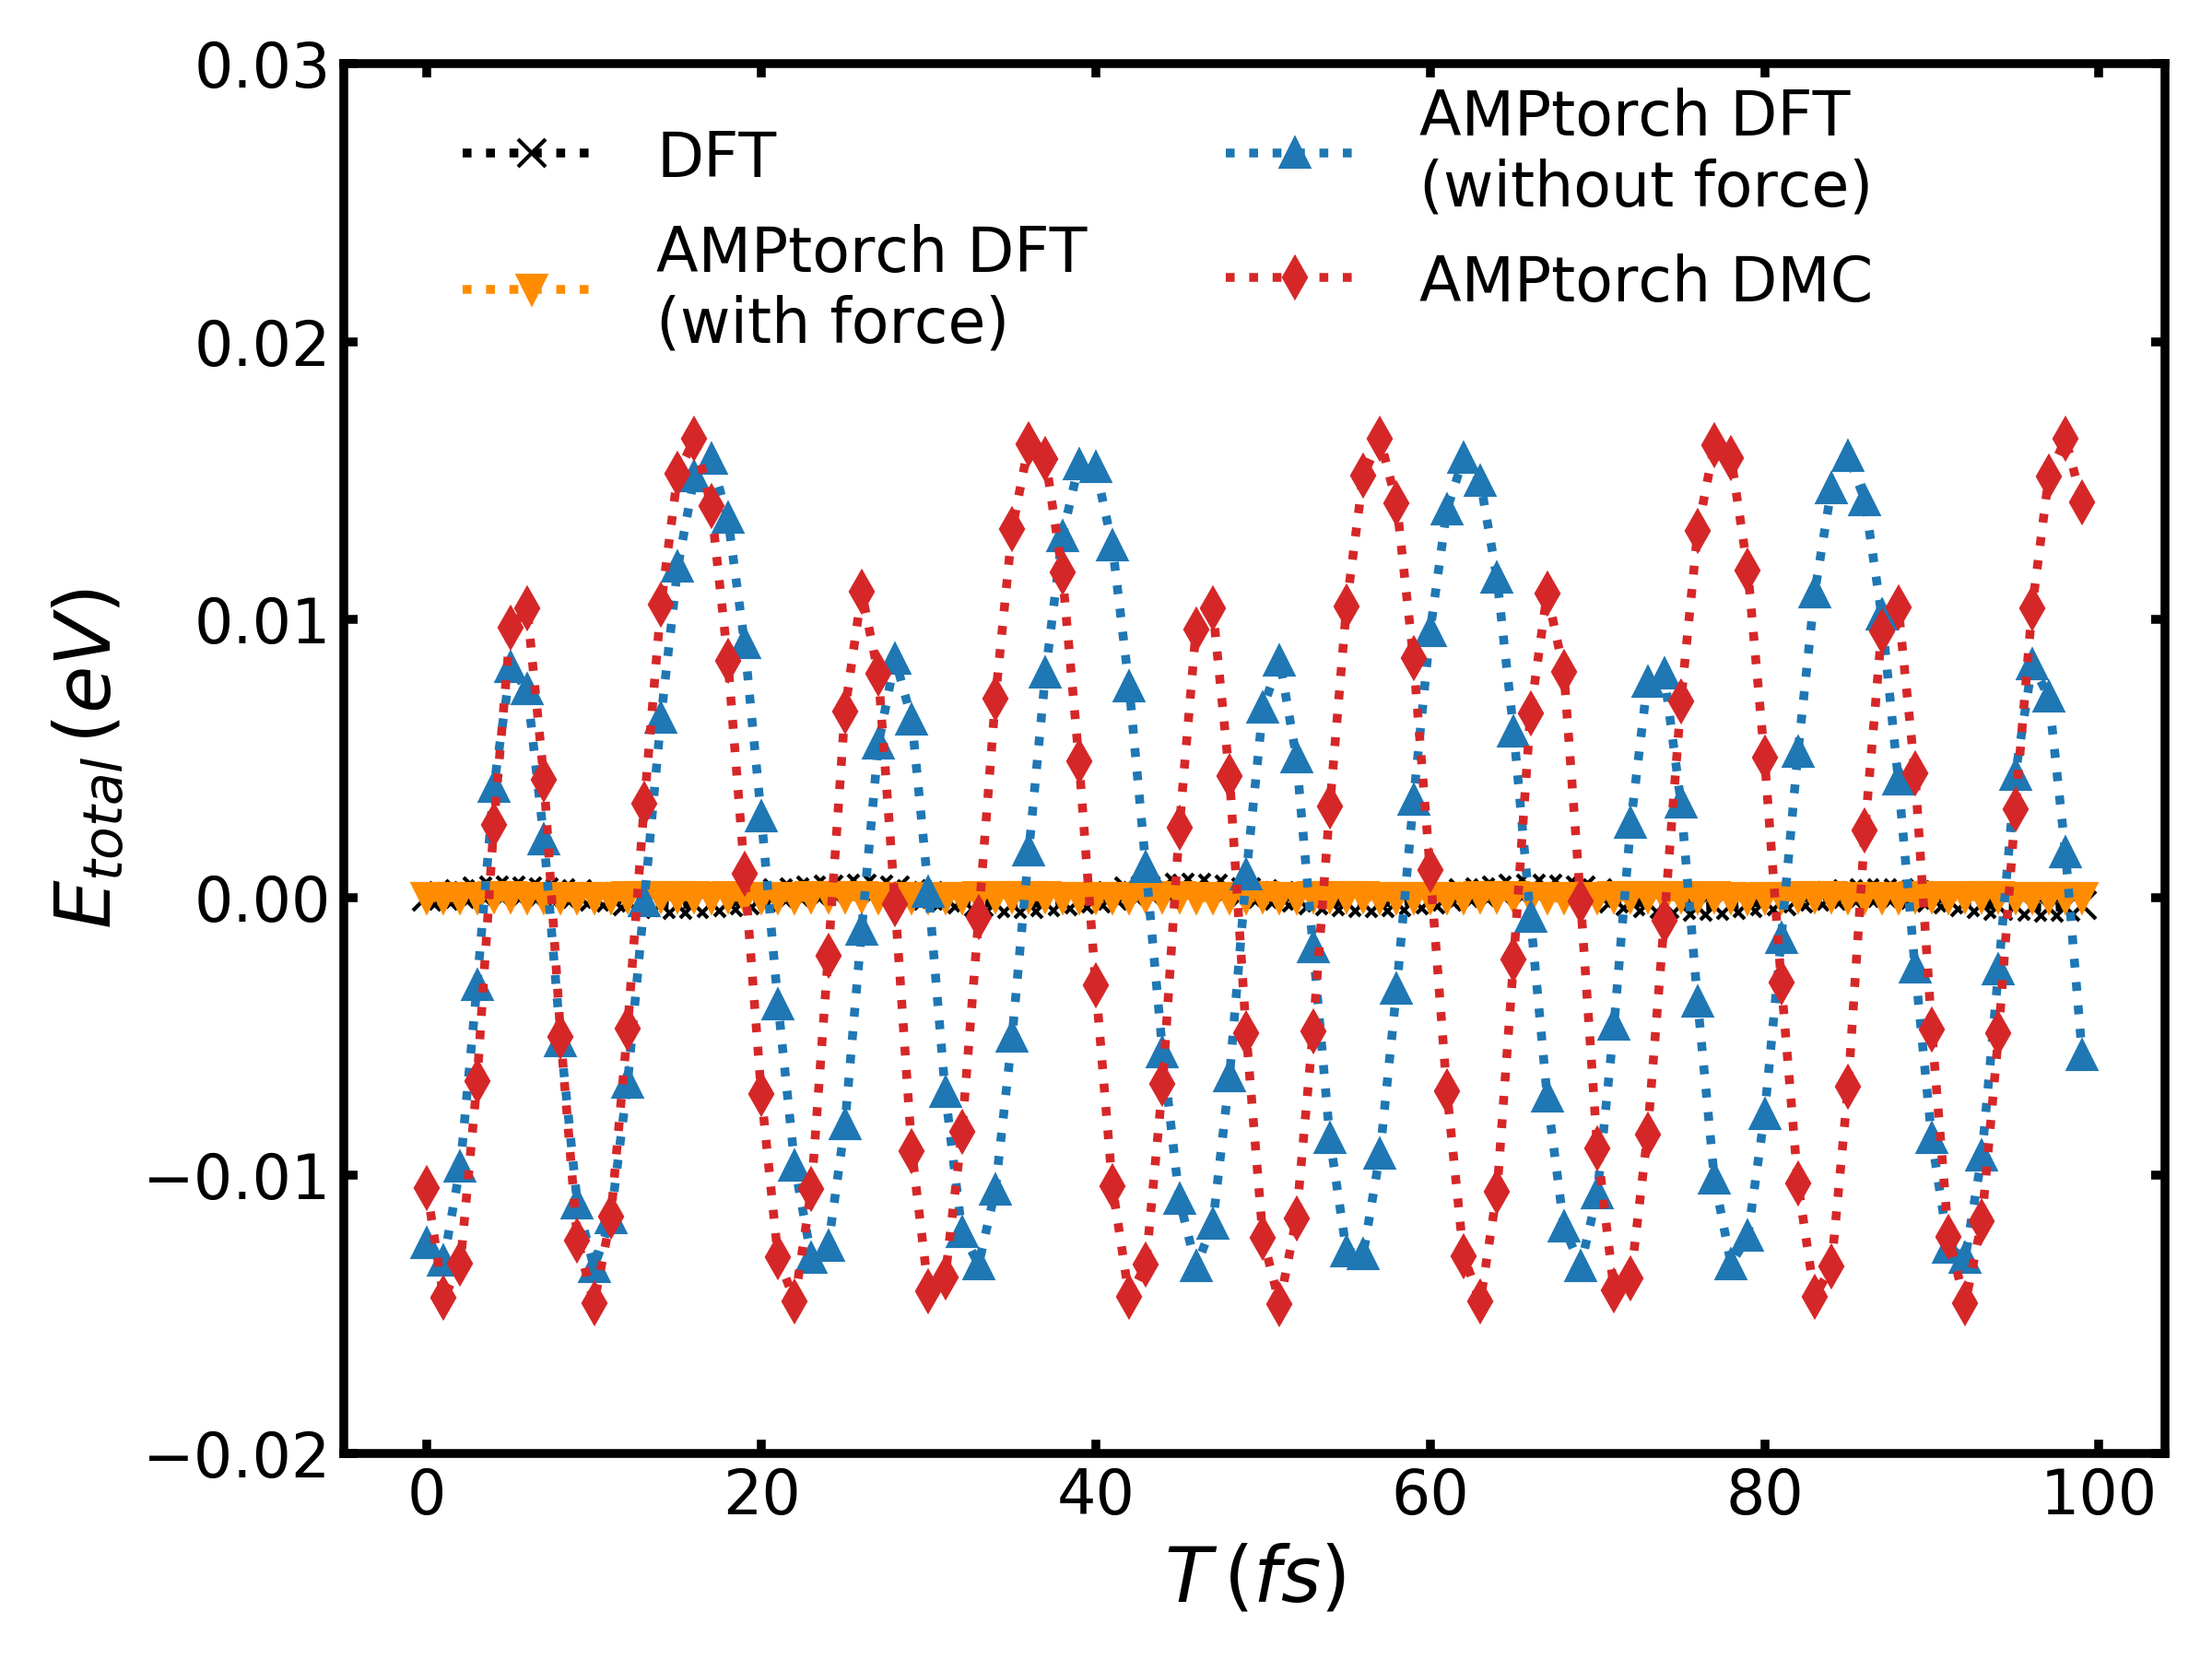 0.03
0.02
0.01
0.00
−0.01
−0.02
E_total (eV)
DFT
AMPtorch DFT
(with force)
AMPtorch DFT
(without force)
AMPtorch DMC
0 20 40 60 80 100
T (fs)